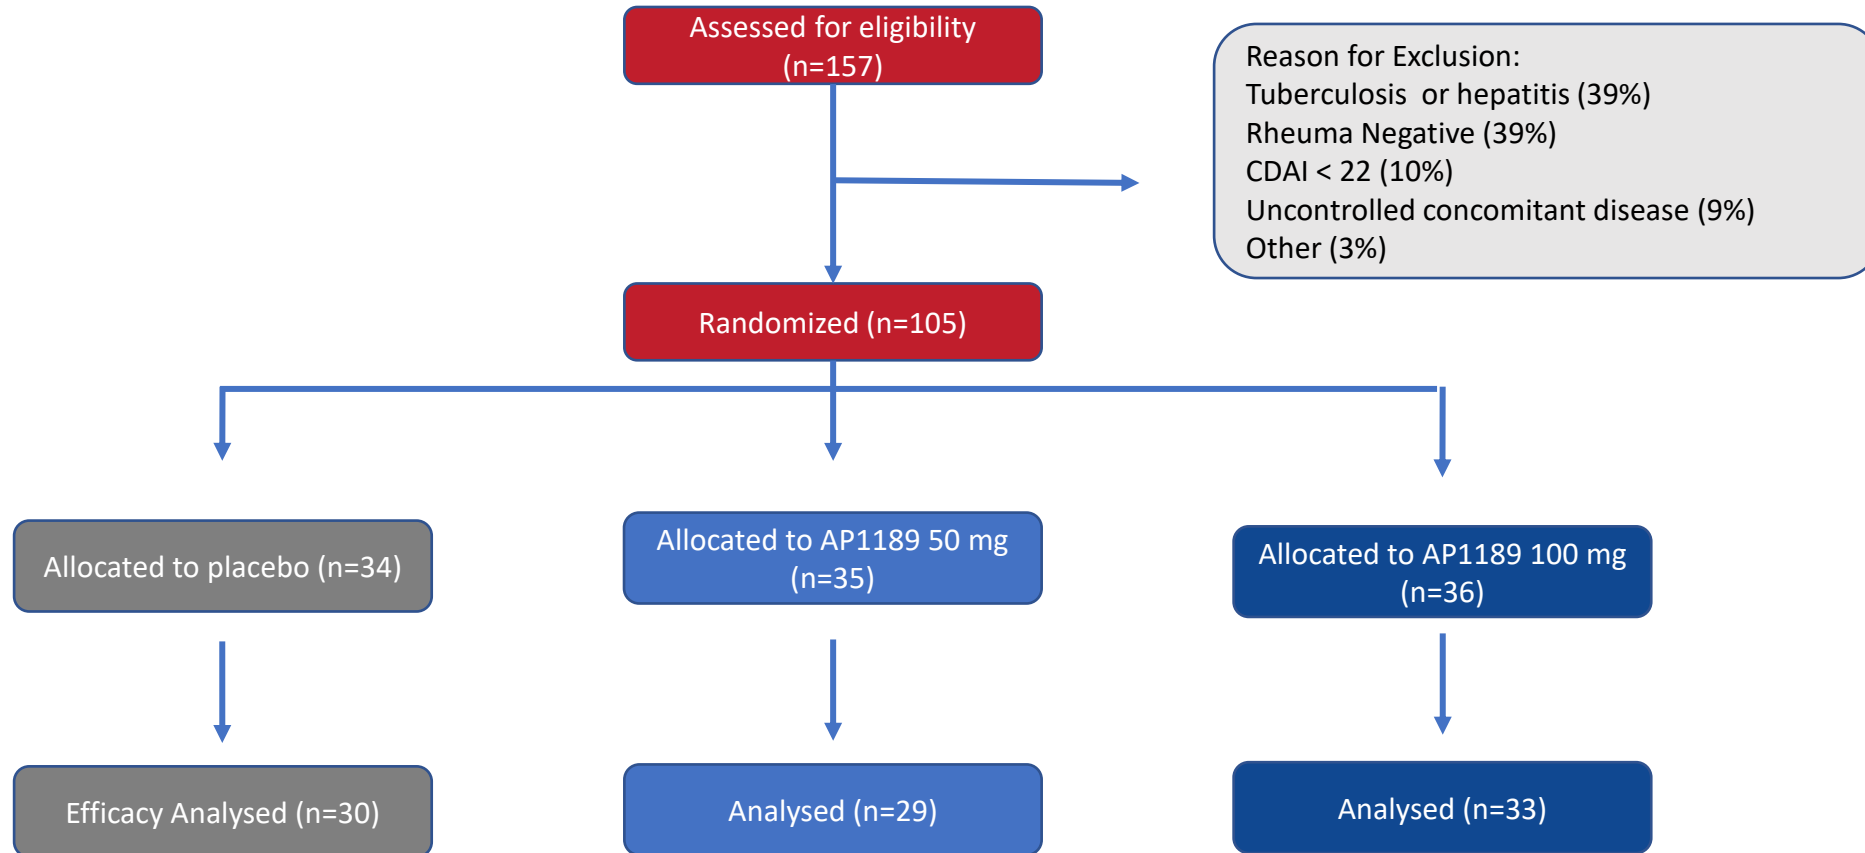 Assessed for eligibility
(n=157)
Reason for Exclusion:
Tuberculosis  or hepatitis (39%)
Rheuma Negative (39%)
CDAI < 22 (10%)
Uncontrolled concomitant disease (9%)
Other (3%)
Randomized (n=105)
Allocated to placebo (n=34)
Allocated to AP1189 50 mg
(n=35)
Allocated to AP1189 100 mg
(n=36)
Efficacy Analysed (n=30)
Analysed (n=29)
Analysed (n=33)